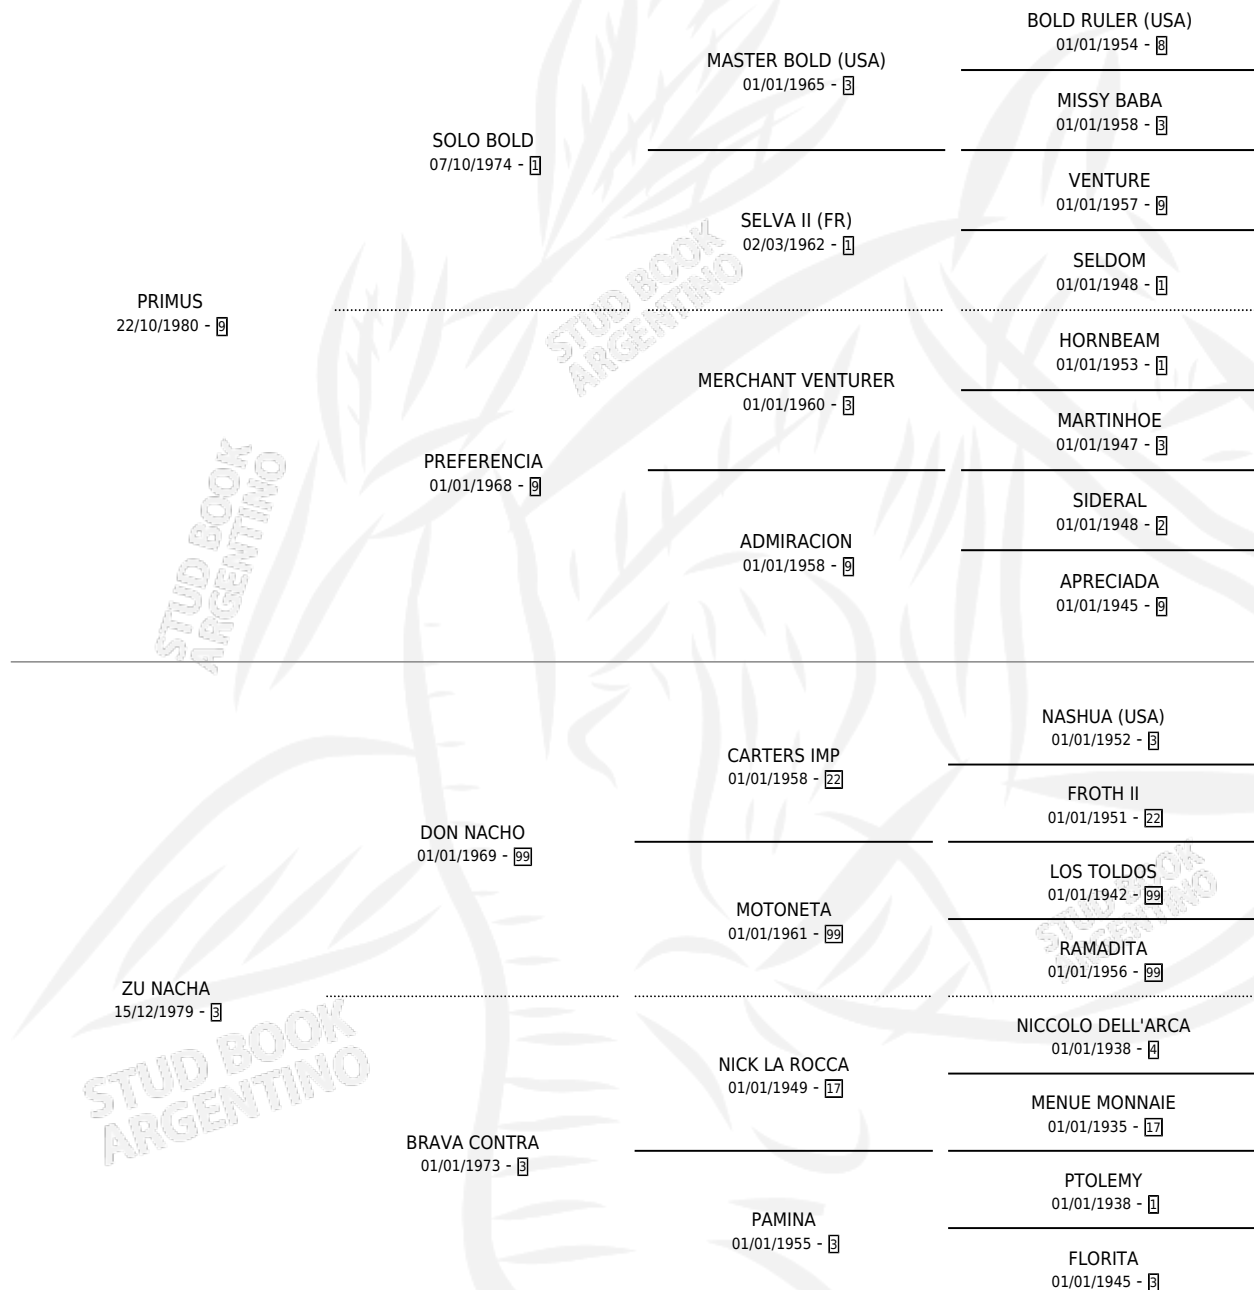 BOLD RULER (USA)
01/01/1954 - 8
MASTER BOLD (USA)
01/01/1965 - 3
MISSY BABA
01/01/1958 - 3
SOLO BOLD
07/10/1974 - 1
VENTURE
01/01/1957 - 9
SELVA II (FR)
02/03/1962 - 1
SELDOM
01/01/1948 - 1
PRIMUS
22/10/1980 - 9
HORNBEAM
01/01/1953 - 1
MERCHANT VENTURER
01/01/1960 - 3
MARTINHOE
01/01/1947 - 3
PREFERENCIA
01/01/1968 - 9
SIDERAL
01/01/1948 - 2
ADMIRACION
01/01/1958 - 9
APRECIADA
01/01/1945 - 9
STUD BOOK
ARGENTINO
STUD BOOK
ARGENTINO
NASHUA (USA)
01/01/1952 - 3
CARTERS IMP
01/01/1958 - 22
FROTH II
01/01/1951 - 22
DON NACHO
01/01/1969 - 99
LOS TOLDOS
01/01/1942 - 99
MOTONETA
01/01/1961 - 99
RAMADITA
01/01/1956 - 99
ZU NACHA
15/12/1979 - 3
NICCOLO DELL'ARCA
01/01/1938 - 4
NICK LA ROCCA
01/01/1949 - 17
MENUE MONNAIE
01/01/1935 - 17
BRAVA CONTRA
01/01/1973 - 3
PTOLEMY
01/01/1938 - 1
PAMINA
01/01/1955 - 3
FLORITA
01/01/1945 - 3
STUD BOOK
ARGENTINO
STUD BOOK
ARGENTINO